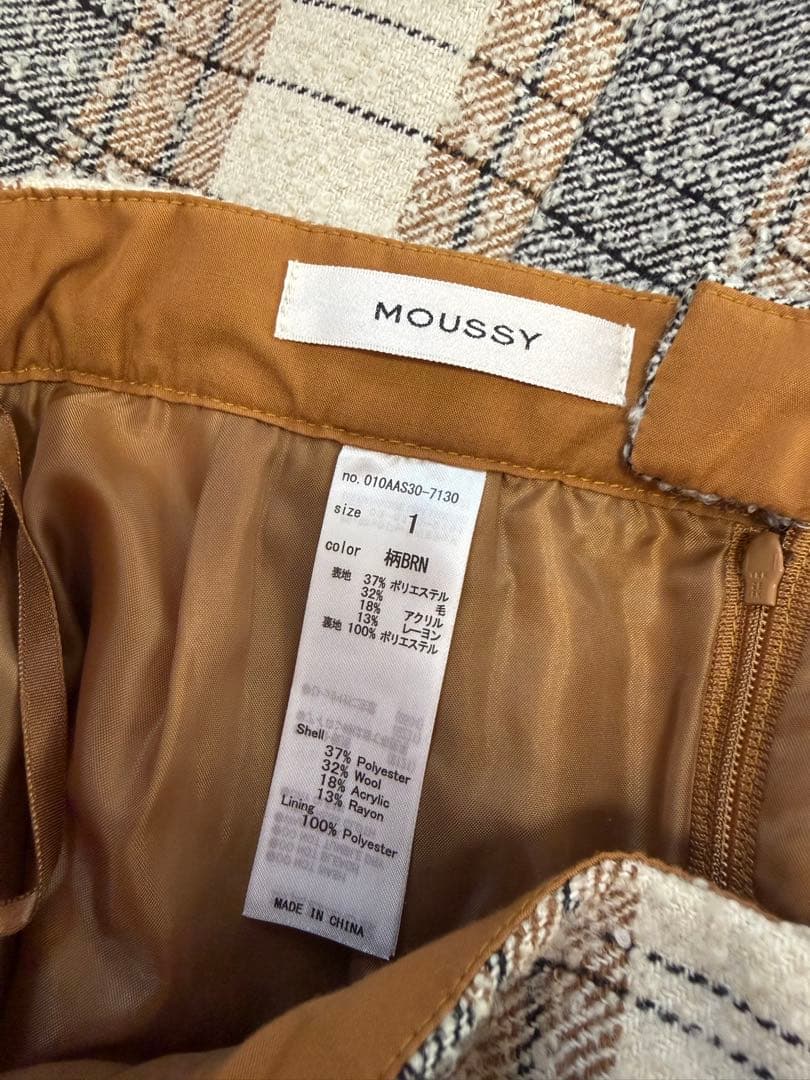 MOUSSY
no. 010AAS30-7130
size 1
color 柄BRN
表地 37% ポリエステル
32% 毛
18% アクリル
13% レーヨン
裏地 100% ポリエステル
Shell
37% Polyester
32% Wool
18% Acrylic
13% Rayon
Lining
100% Polyester
MADE IN CHINA